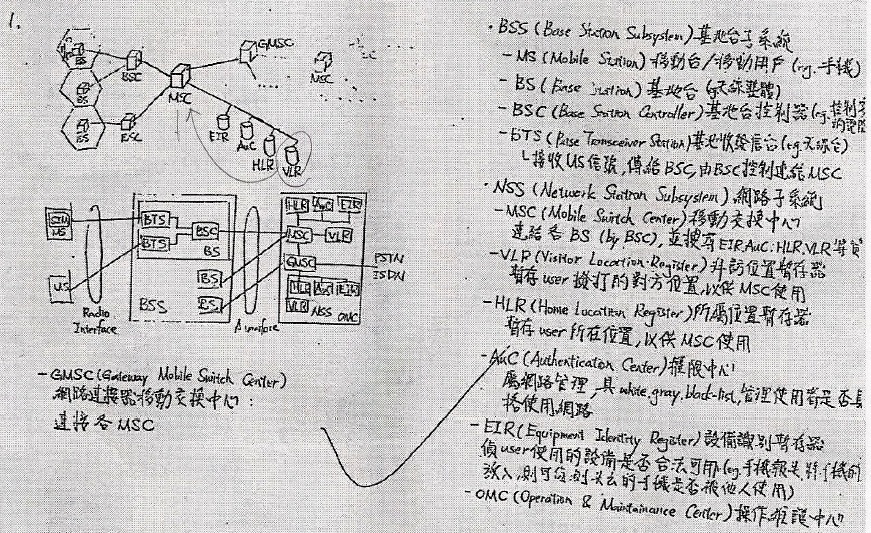 1.
BS
BS
BS
BSC
BSC
MSC
GMSC
MSC
EIR
AuC
HLR
VLR
MS
US
Radio
Interface
BTS
BTS
BSC
BS
BS
BS
BSS
A interface
HLR
AuC
EIR
MSC
VLR
GMSC
HLR
AuC
EIR
VLR
NSS
OMC
PSTN
ISDN
- GMSC (Gateway Mobile Switch Center)
網路連接器移動交換中心:
連接各 MSC
· BSS (Base Station Subsystem) 基地台子系統
- MS (Mobile Station) 移動台/移動用戶 (eg. 手機)
- BS (Base Station) 基地台 (eg 天線整體)
- BSC (Base Station Controller) 基地台控制器 (eg. 控制
- BTS (Base Transceiver Station) 基地收發信台 (eg 天線台)
└接收 MS 信號, 傳給 BSC, 由 BSC 控制連結 MSC
· NSS (Network Station Subsystem) 網路子系統
- MSC (Mobile Switch Center) 移動交換中心
連結各 BS (by BSC), 並接有 EIR, AuC, HLR, VLR 等
- VLR (Visitor Location Register) 拜訪位置暫存器
暫存 user 撥打的對方位置, 以供 MSC 使用
- HLR (Home Location Register) 所屬位置暫存器
暫存 user 所在位置, 以供 MSC 使用
- AuC (Authentication Center) 權限中心
屬網路管理, 具 white, gray, black-list, 管理使用者是否具
格使用網路
- EIR (Equipment Identity Register) 設備識別暫存器
偵 user 使用的設備是否合法可用 (eg 手機報失, 將手機
放入, 則可偵測失去的手機是否被他人使用)
- OMC (Operation & Maintainance Center) 操作維護中心